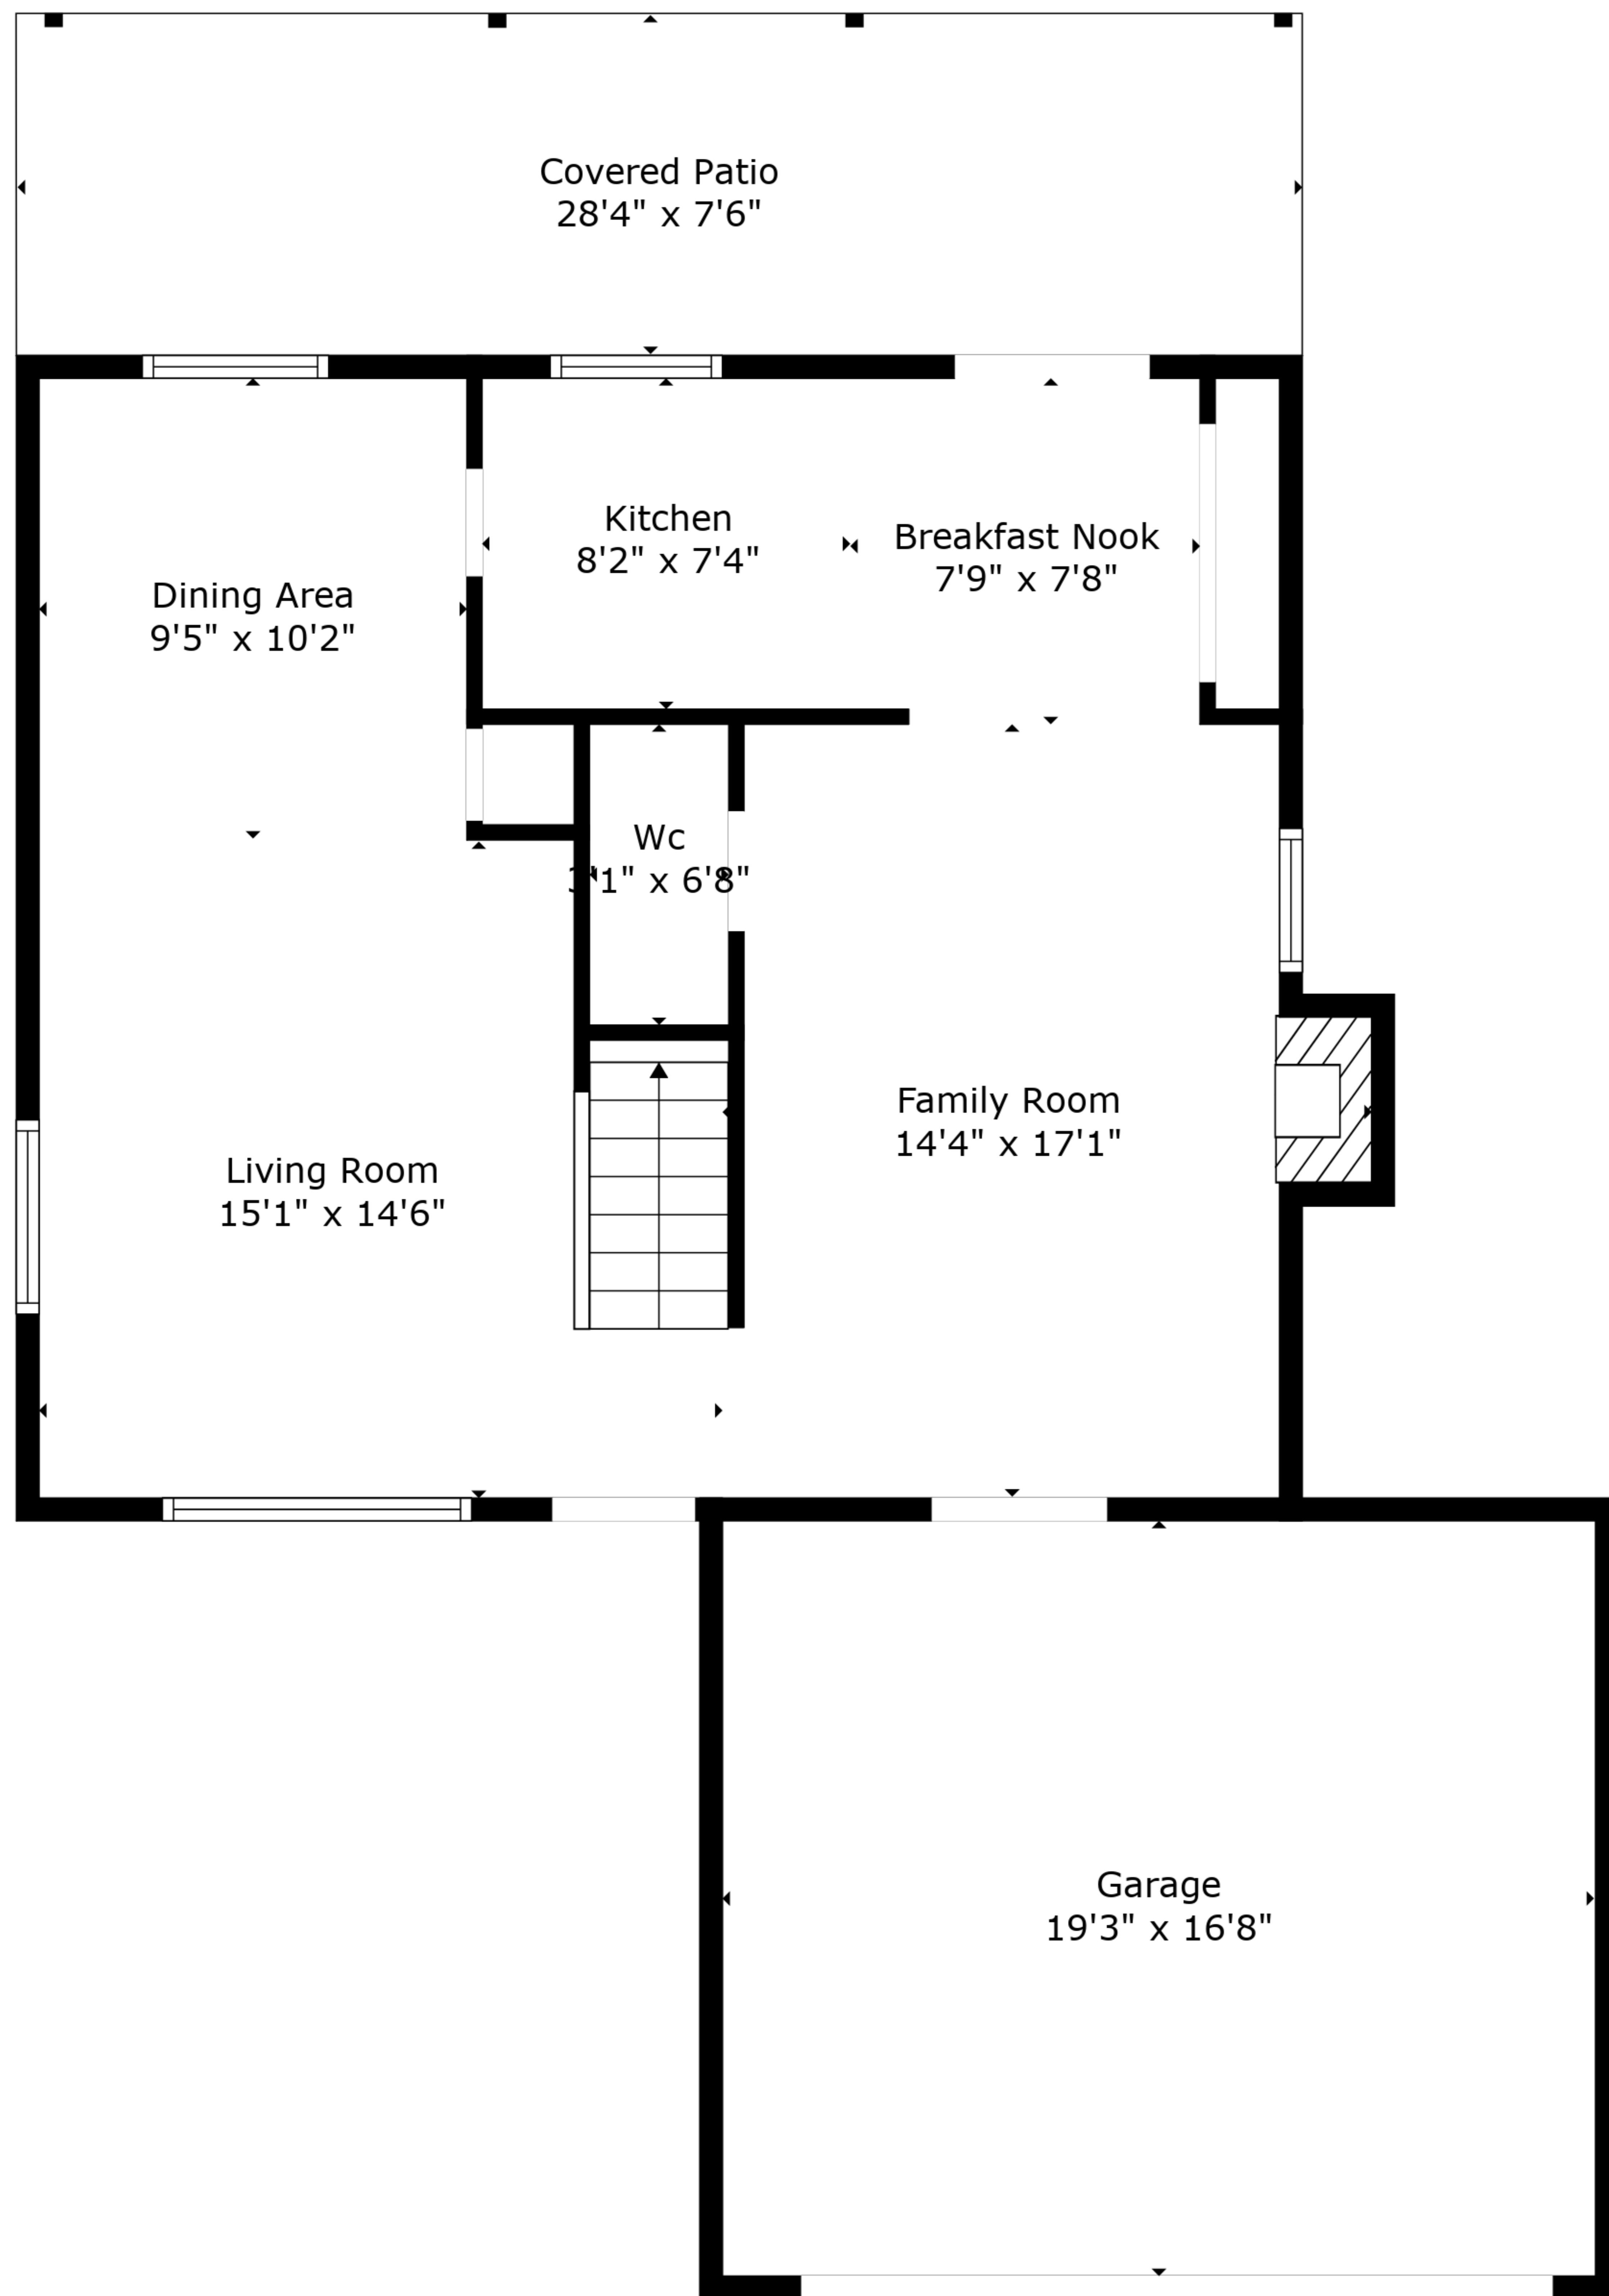 Covered Patio
28'4" x 7'6"
Kitchen
8'2" x 7'4"
Breakfast Nook
7'9" x 7'8"
Dining Area
9'5" x 10'2"
Wc
3'1" x 6'8"
Family Room
14'4" x 17'1"
Living Room
15'1" x 14'6"
Garage
19'3" x 16'8"